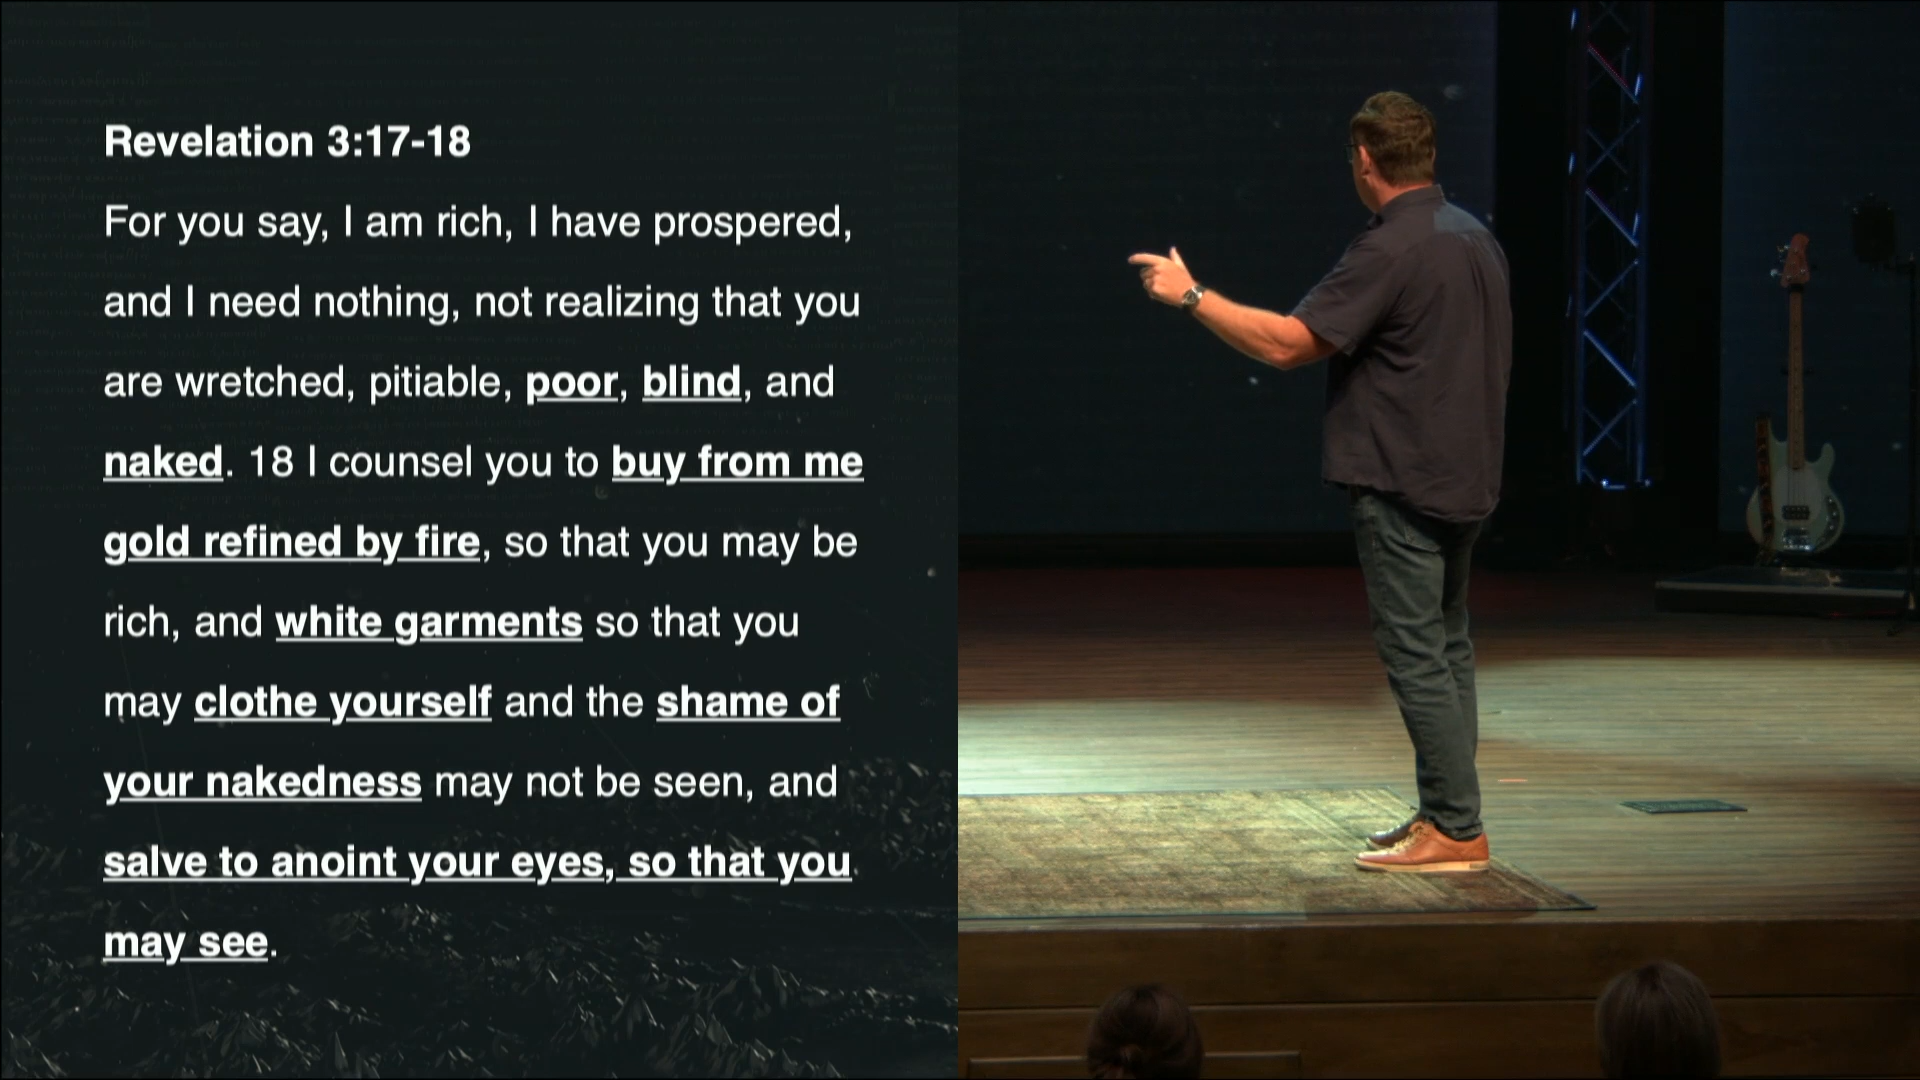 Revelation 3:17-18
For you say, I am rich, I have prospered,
and I need nothing, not realizing that you
are wretched, pitiable, poor, blind, and
naked. 18 I counsel you to buy from me
gold refined by fire, so that you may be
rich, and white garments so that you
may clothe yourself and the shame of
your nakedness may not be seen, and
salve to anoint your eyes, so that you
may see.